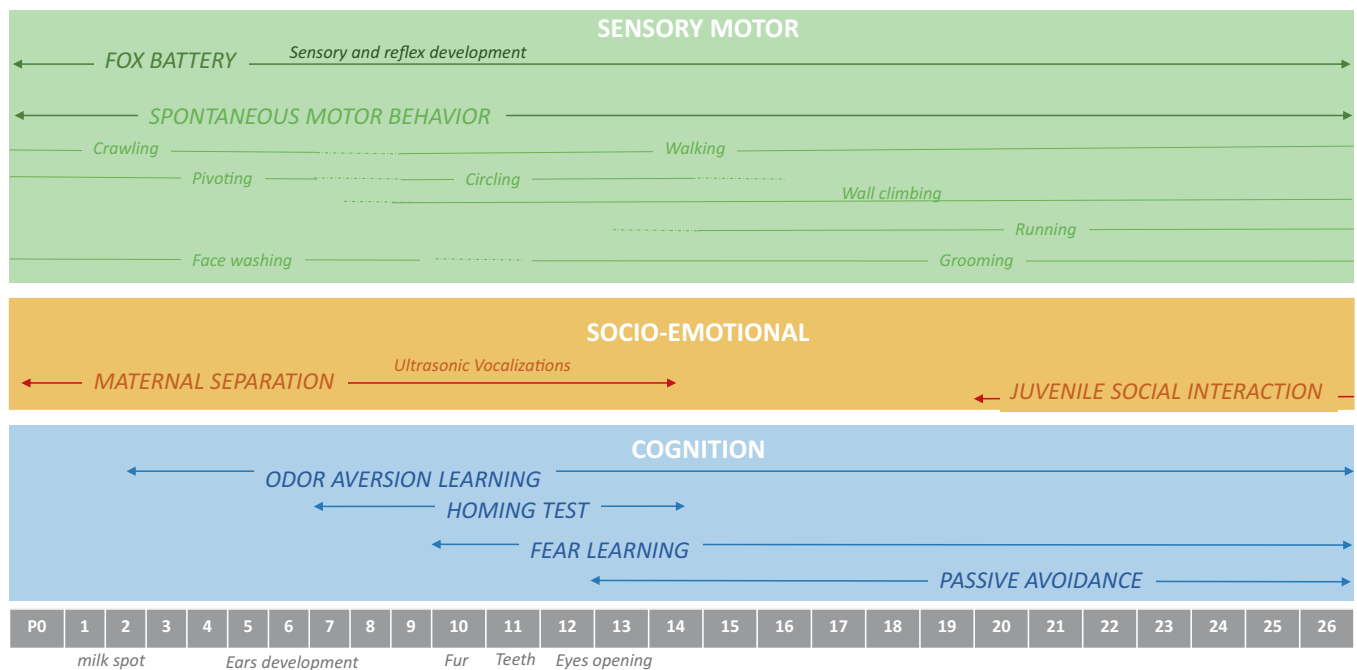 SENSORY MOTOR
FOX BATTERY
Sensory and reflex development
SPONTANEOUS MOTOR BEHAVIOR
Crawling
Walking
Pivoting
Circling
Wall climbing
Running
Face washing
Grooming
SOCIO-EMOTIONAL
Ultrasonic Vocalizations
MATERNAL SEPARATION
JUVENILE SOCIAL INTERACTION
COGNITION
ODOR AVERSION LEARNING
HOMING TEST
FEAR LEARNING
PASSIVE AVOIDANCE
P0 1 2 3 4 5 6 7 8 9 10 11 12 13 14 15 16 17 18 19 20 21 22 23 24 25 26
milk spot Ears development Fur Teeth Eyes opening